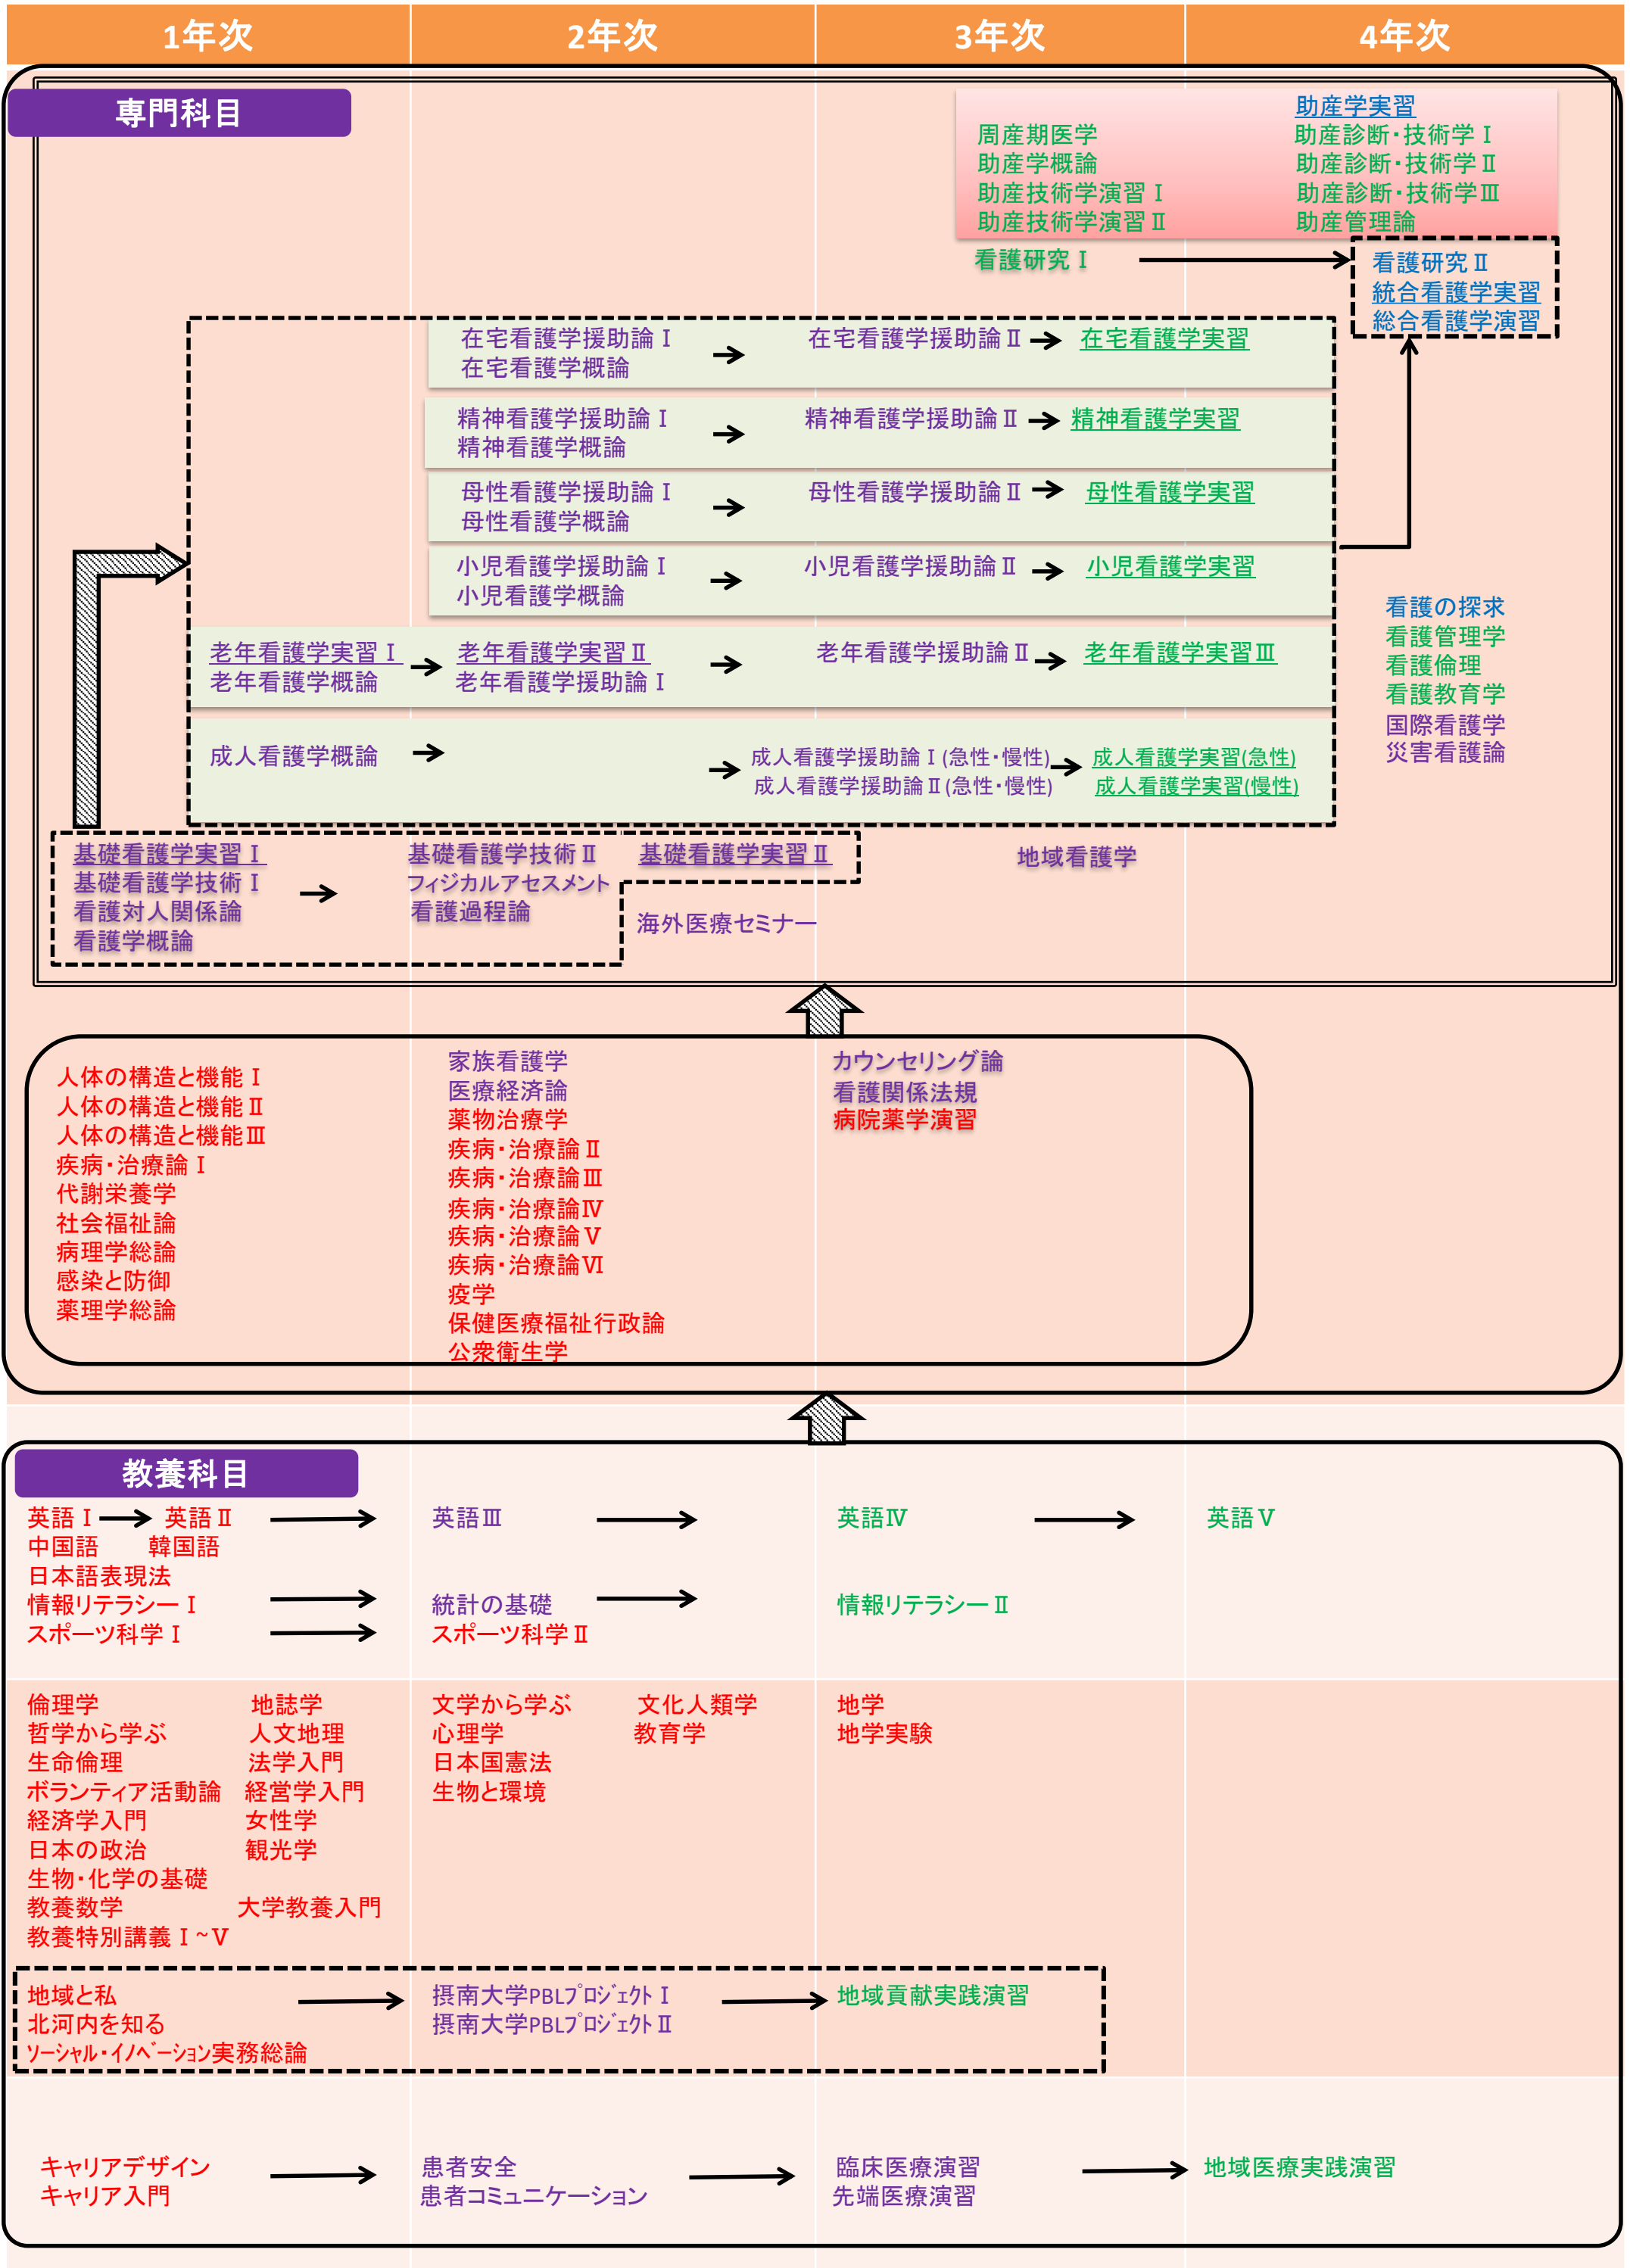 1年次
2年次
3年次
4年次
専門科目
周産期医学
助産学概論
助産技術学演習Ⅰ
助産技術学演習Ⅱ
助産学実習
助産診断・技術学Ⅰ
助産診断・技術学Ⅱ
助産診断・技術学Ⅲ
助産管理論
看護研究Ⅰ
看護研究Ⅱ
統合看護学実習
総合看護学演習
在宅看護学援助論Ⅰ
在宅看護学概論
在宅看護学援助論Ⅱ
在宅看護学実習
精神看護学援助論Ⅰ
精神看護学概論
精神看護学援助論Ⅱ
精神看護学実習
母性看護学援助論Ⅰ
母性看護学概論
母性看護学援助論Ⅱ
母性看護学実習
小児看護学援助論Ⅰ
小児看護学概論
小児看護学援助論Ⅱ
小児看護学実習
老年看護学実習Ⅰ
老年看護学概論
老年看護学実習Ⅱ
老年看護学援助論Ⅰ
老年看護学援助論Ⅱ
老年看護学実習Ⅲ
成人看護学概論
成人看護学援助論Ⅰ(急性・慢性)
成人看護学援助論Ⅱ(急性・慢性)
成人看護学実習(急性)
成人看護学実習(慢性)
看護の探求
看護管理学
看護倫理
看護教育学
国際看護学
災害看護論
基礎看護学実習Ⅰ
基礎看護学技術Ⅰ
看護対人関係論
看護学概論
基礎看護学技術Ⅱ
フィジカルアセスメント
看護過程論
基礎看護学実習Ⅱ
海外医療セミナー
地域看護学
人体の構造と機能Ⅰ
人体の構造と機能Ⅱ
人体の構造と機能Ⅲ
疾病・治療論Ⅰ
代謝栄養学
社会福祉論
病理学総論
感染と防御
薬理学総論
家族看護学
医療経済論
薬物治療学
疾病・治療論Ⅱ
疾病・治療論Ⅲ
疾病・治療論Ⅳ
疾病・治療論Ⅴ
疾病・治療論Ⅵ
疫学
保健医療福祉行政論
公衆衛生学
カウンセリング論
看護関係法規
病院薬学演習
教養科目
英語Ⅰ
英語Ⅱ
英語Ⅲ
英語Ⅳ
英語Ⅴ
中国語
韓国語
日本語表現法
情報リテラシーⅠ
統計の基礎
情報リテラシーⅡ
スポーツ科学Ⅰ
スポーツ科学Ⅱ
倫理学
哲学から学ぶ
生命倫理
ボランティア活動論
経済学入門
日本の政治
生物・化学の基礎
教養数学
教養特別講義Ⅰ~Ⅴ
地誌学
人文地理
法学入門
経営学入門
女性学
観光学
大学教養入門
文学から学ぶ
心理学
日本国憲法
生物と環境
文化人類学
教育学
地学
地学実験
地域と私
北河内を知る
ｿｰｼｬﾙ・ｲﾉﾍﾞｰｼｮﾝ実務総論
摂南大学PBLﾌﾟﾛｼﾞｪｸﾄⅠ
摂南大学PBLﾌﾟﾛｼﾞｪｸﾄⅡ
地域貢献実践演習
キャリアデザイン
キャリア入門
患者安全
患者コミュニケーション
臨床医療演習
先端医療演習
地域医療実践演習